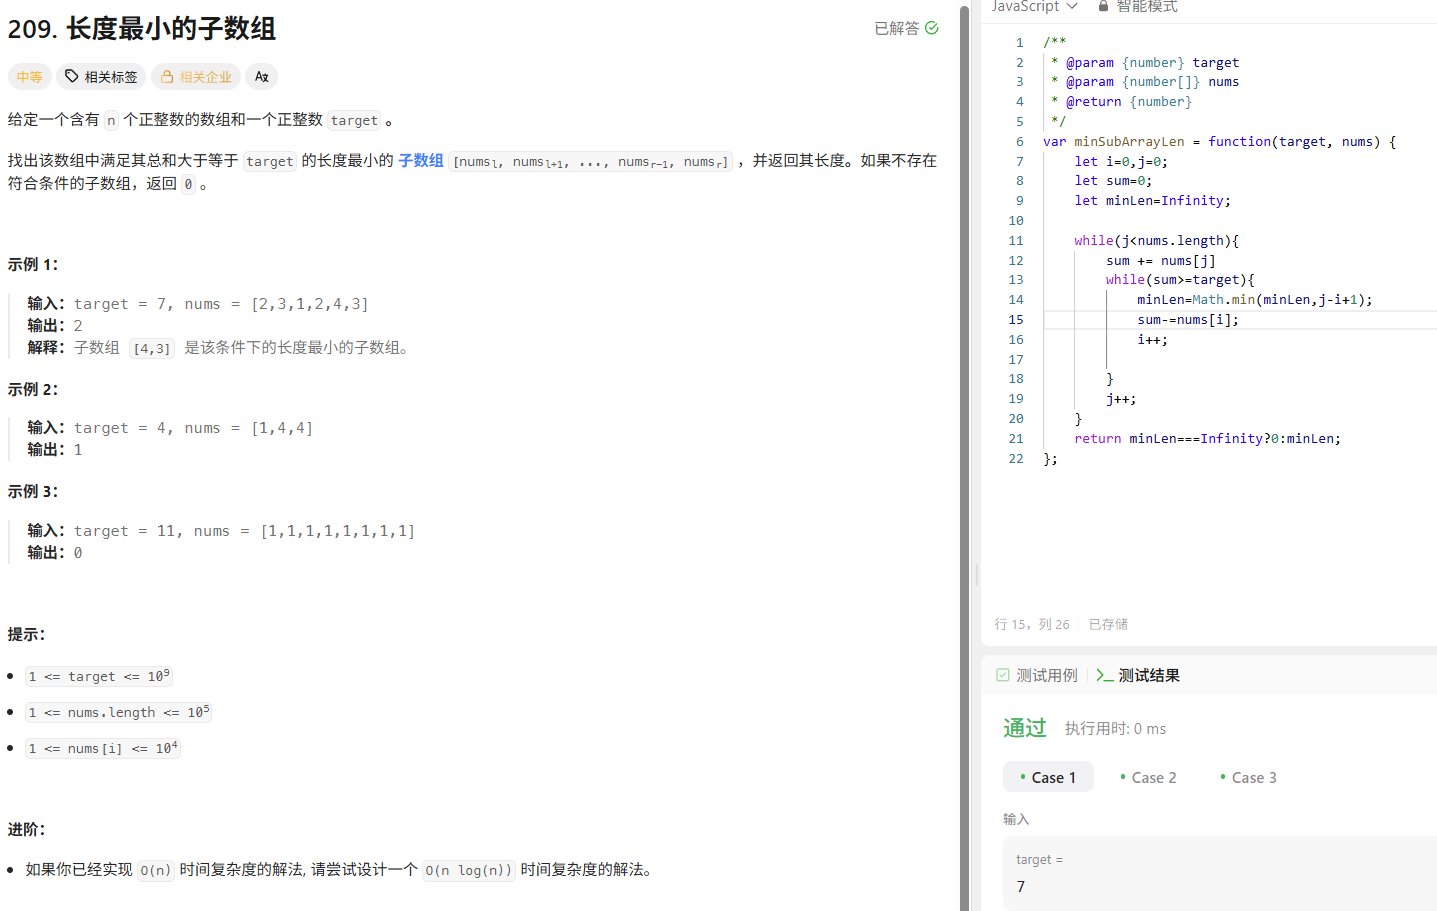 209. 长度最小的子数组
已解答
中等 相关标签 相关企业
给定一个含有 n 个正整数的数组和一个正整数 target 。
找出该数组中满足其总和大于等于 target 的长度最小的 子数组 [numsl, numsl+1, ..., numsr-1, numsr] ，并返回其长度。如果不存在
符合条件的子数组，返回 0 。
示例 1：
输入：target = 7, nums = [2,3,1,2,4,3]
输出：2
解释：子数组 [4,3] 是该条件下的长度最小的子数组。
示例 2：
输入：target = 4, nums = [1,4,4]
输出：1
示例 3：
输入：target = 11, nums = [1,1,1,1,1,1,1,1]
输出：0
提示：
1 <= target <= 10⁹
1 <= nums.length <= 10⁵
1 <= nums[i] <= 10⁴
进阶：
如果你已经实现 O(n) 时间复杂度的解法, 请尝试设计一个 O(n log(n)) 时间复杂度的解法。
JavaScript 智能模式
1 /**
2 * @param {number} target
3 * @param {number[]} nums
4 * @return {number}
5 */
6 var minSubArrayLen = function(target, nums) {
7 let i=0,j=0;
8 let sum=0;
9 let minLen=Infinity;
10
11 while(j<nums.length){
12 sum += nums[j]
13 while(sum>=target){
14 minLen=Math.min(minLen,j-i+1);
15 sum-=nums[i];
16 i++;
17
18 }
19 j++;
20 }
21 return minLen===Infinity?0:minLen;
22 };
行 15，列 26 已存储
测试用例 >_ 测试结果
通过 执行用时: 0 ms
Case 1 Case 2 Case 3
输入
target =
7